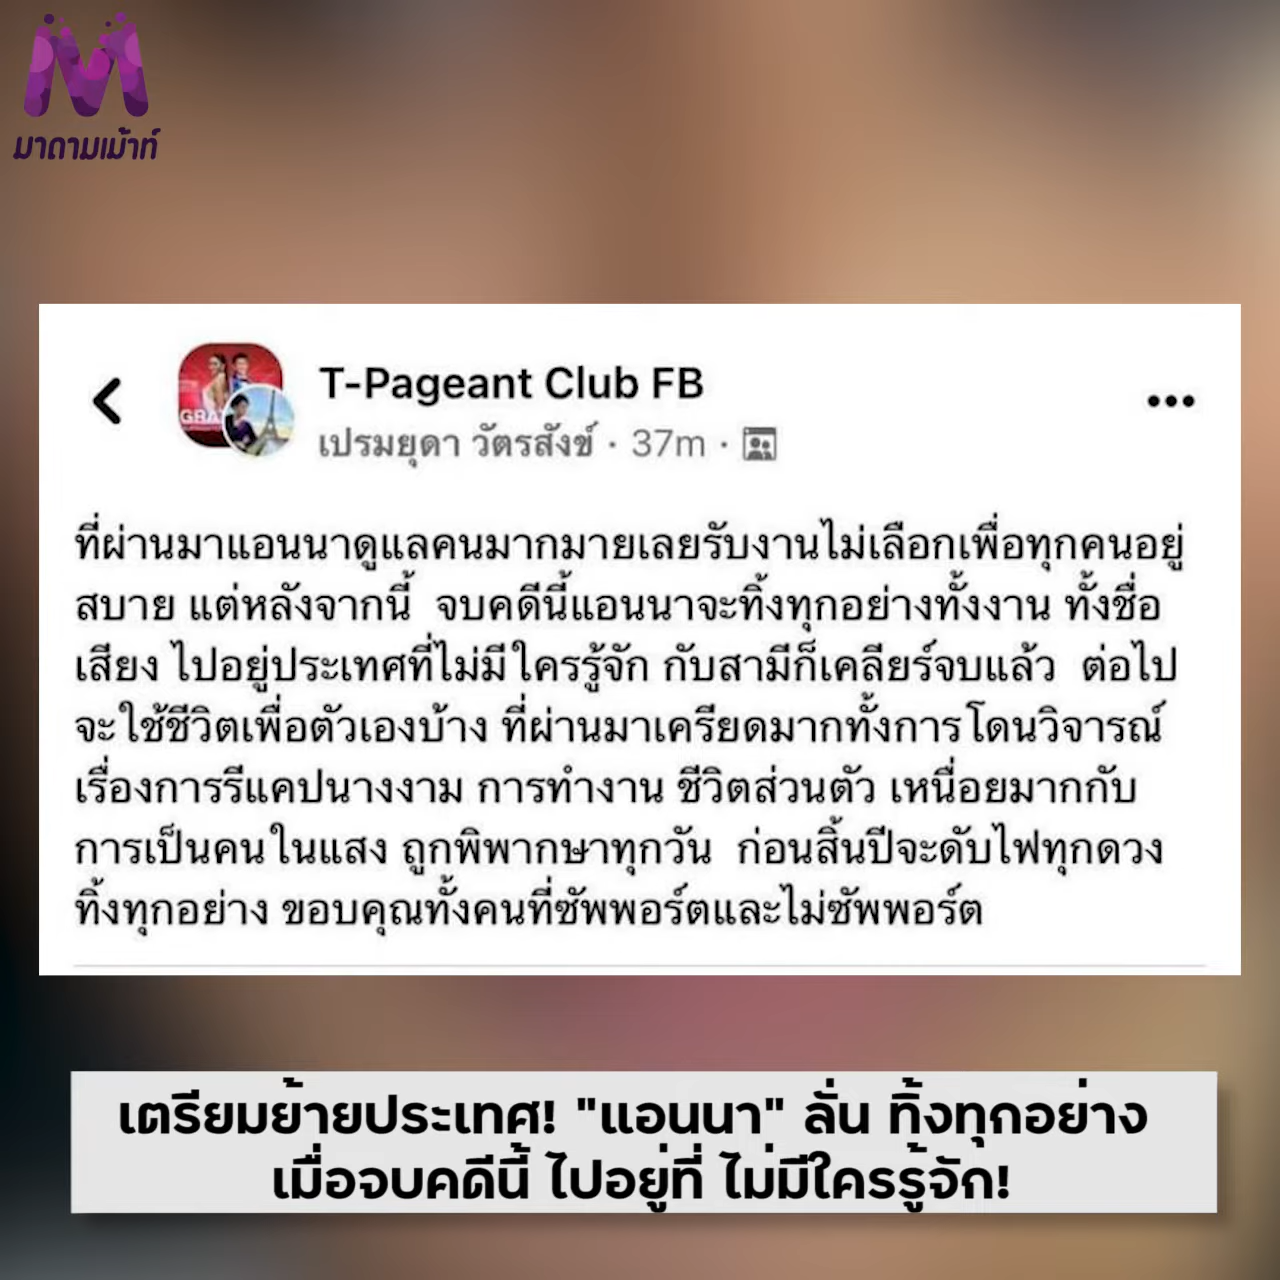 มาดามเม้าท์
T-Pageant Club FB
เปรมยุดา วัตรสังข์ · 37m ·
ที่ผ่านมาแอนนาดูแลคนมากมายเลยรับงานไม่เลือกเพื่อทุกคนอยู่
สบาย แต่หลังจากนี้ จบคดีนี้แอนนาจะทิ้งทุกอย่างทั้งงาน ทั้งชื่อ
เสียง ไปอยู่ประเทศที่ไม่มีใครรู้จัก กับสามีก็เคลียร์จบแล้ว ต่อไป
จะใช้ชีวิตเพื่อตัวเองบ้าง ที่ผ่านมาเครียดมากทั้งการโดนวิจารณ์
เรื่องการรีแคปนางงาม การทำงาน ชีวิตส่วนตัว เหนื่อยมากกับ
การเป็นคนในแสง ถูกพิพากษาทุกวัน ก่อนสิ้นปีจะดับไฟทุกดวง
ทิ้งทุกอย่าง ขอบคุณทั้งคนที่ซัพพอร์ตและไม่ซัพพอร์ต
เตรียมย้ายประเทศ! "แอนนา" ลั่น ทิ้งทุกอย่าง
เมื่อจบคดีนี้ ไปอยู่ที่ ไม่มีใครรู้จัก!